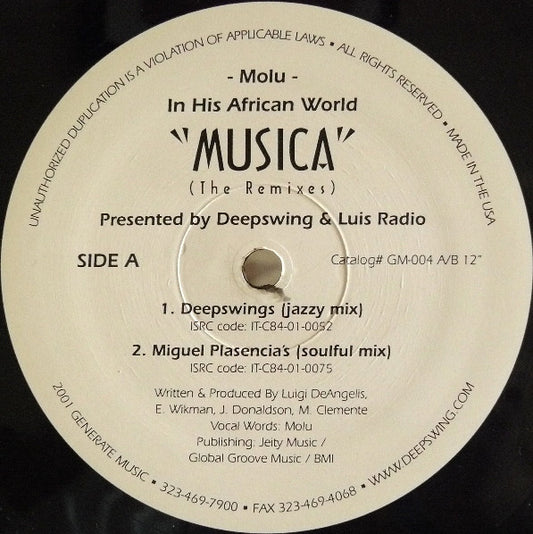 UNAUTHORIZED DUPLICATION IS A VIOLATION OF APPLICABLE LAWS • ALL RIGHTS RESERVED • MADE IN THE USA
- Molu -
In His African World
"MUSICA"
(The Remixes)
Presented by Deepswing & Luis Radio
SIDE A
Catalog# GM-004 A/B 12"
1. Deepswings (jazzy mix)
ISRC code: IT-C84-01-0052
2. Miguel Plasencia's (soulful mix)
ISRC code: IT-C84-01-0075
Written & Produced By Luigi DeAngelis,
E. Wikman, J. Donaldson, M. Clemente
Vocal Words: Molu
Publishing: Jeity Music /
Global Groove Music / BMI
2001 GENERATE MUSIC • 323-469-7900 • FAX 323-469-4068 • WWW.DEEPSWING.COM